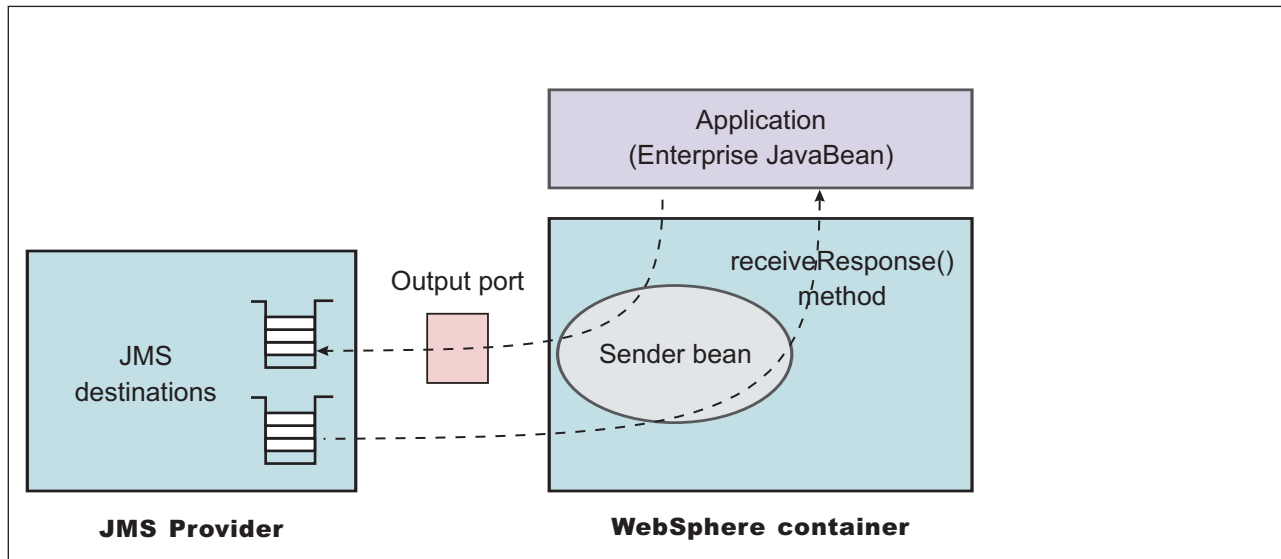 Application
(Enterprise JavaBean)
receiveResponse()
method
Output port
Sender bean
JMS
destinations
JMS Provider
WebSphere container